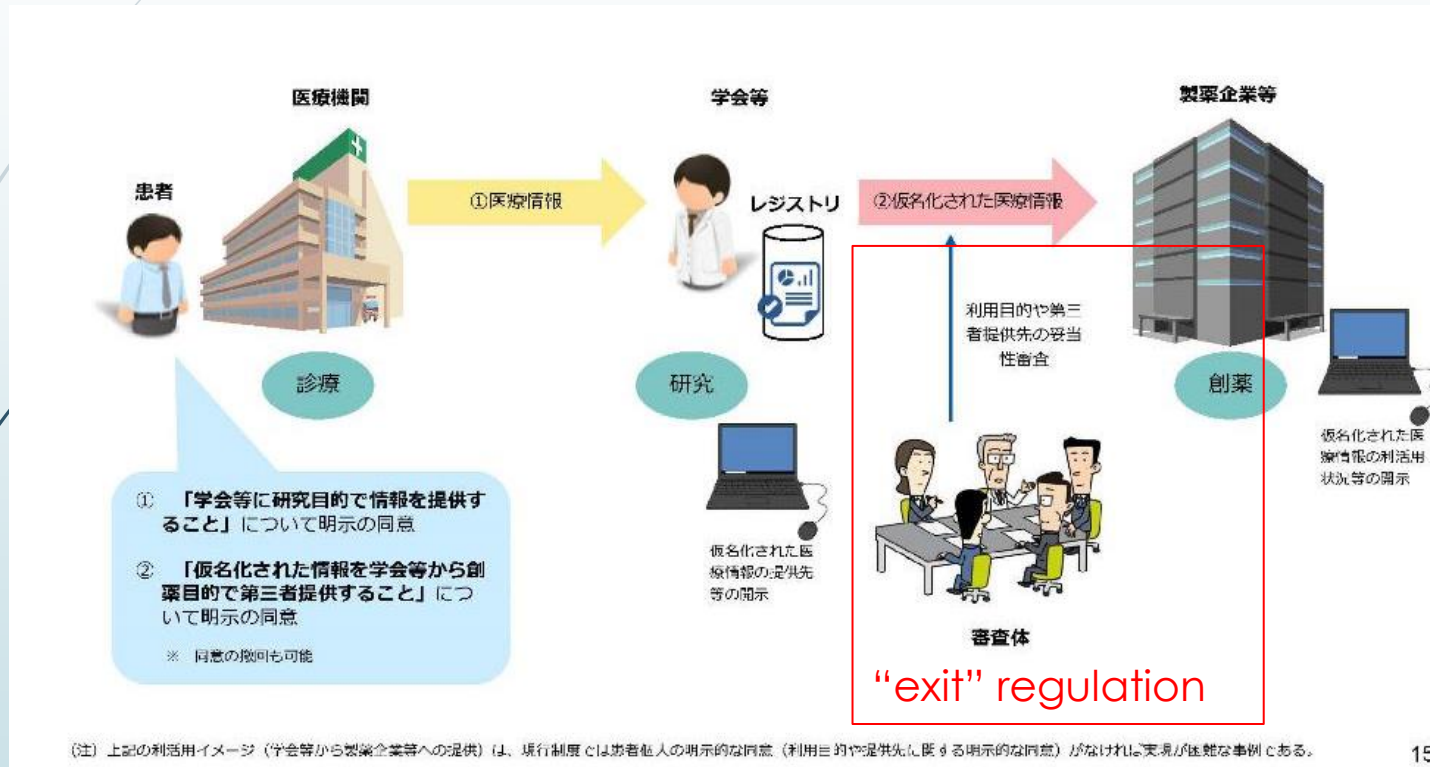 医療機関
学会等
製薬企業等
患者
①医療情報
レジストリ
②仮名化された医療情報
利用目的や第三
者提供先の妥当
性審査
診療
研究
創薬
仮名化された医
療情報の利活用
状況等の開示
① 「学会等に研究目的で情報を提供す
ること」について明示の同意
② 「仮名化された情報を学会等から創
薬目的で第三者提供すること」につ
いて明示の同意
※ 同意の撤回も可能
仮名化された医
療情報の提供先
等の開示
審査体
“exit” regulation
(注) 上記の利活用イメージ（学会等から製薬企業等への提供）は、現行制度では患者個人の明示的な同意（利用目的や提供先に関する明示的な同意）がなければ実現が困難な事例である。
15